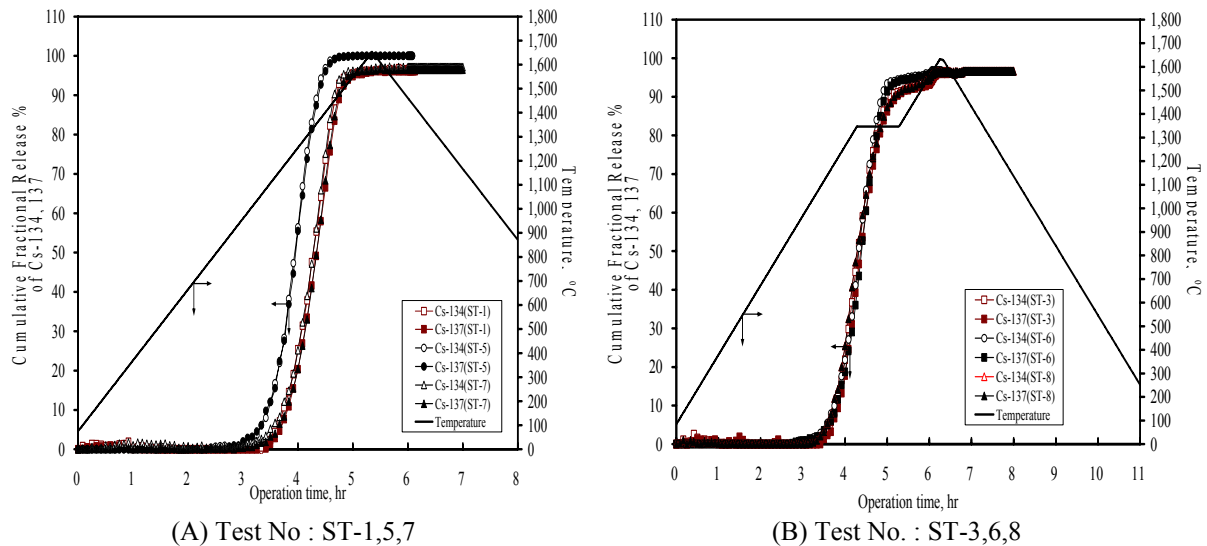 110
100
90
80
70
60
50
40
30
20
10
0
Cumulative Fractional Release %
of Cs-134, 137
1,800
1,700
1,600
1,500
1,400
1,300
1,200
1,100
1,000
900
800
700
600
500
400
300
200
100
0
Temperature, ℃
Cs-134(ST-1)
Cs-137(ST-1)
Cs-134(ST-5)
Cs-137(ST-5)
Cs-134(ST-7)
Cs-137(ST-7)
Temperature
0 1 2 3 4 5 6 7 8
Operation time, hr
(A) Test No : ST-1,5,7
110
100
90
80
70
60
50
40
30
20
10
0
Cumulative Fractional Release %
of Cs-134, 137
1,800
1,700
1,600
1,500
1,400
1,300
1,200
1,100
1,000
900
800
700
600
500
400
300
200
100
0
Temperature, ℃
Cs-134(ST-3)
Cs-137(ST-3)
Cs-134(ST-6)
Cs-137(ST-6)
Cs-134(ST-8)
Cs-137(ST-8)
Temperature
0 1 2 3 4 5 6 7 8 9 10 11
Operation time, hr
(B) Test No. : ST-3,6,8